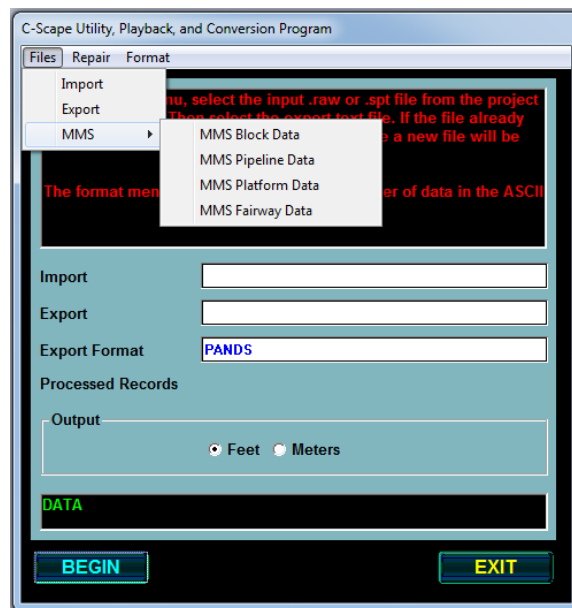 C-Scape Utility, Playback, and Conversion Program
Files Repair Format
Import
Export
MMS
MMS Block Data
MMS Pipeline Data
MMS Platform Data
MMS Fairway Data
nu, select the input .raw or .spt file from the project
Then select the export text file. If the file already
e a new file will be
The format men er of data in the ASCII
Import
Export
Export Format PANDS
Processed Records
Output
Feet Meters
DATA
BEGIN EXIT